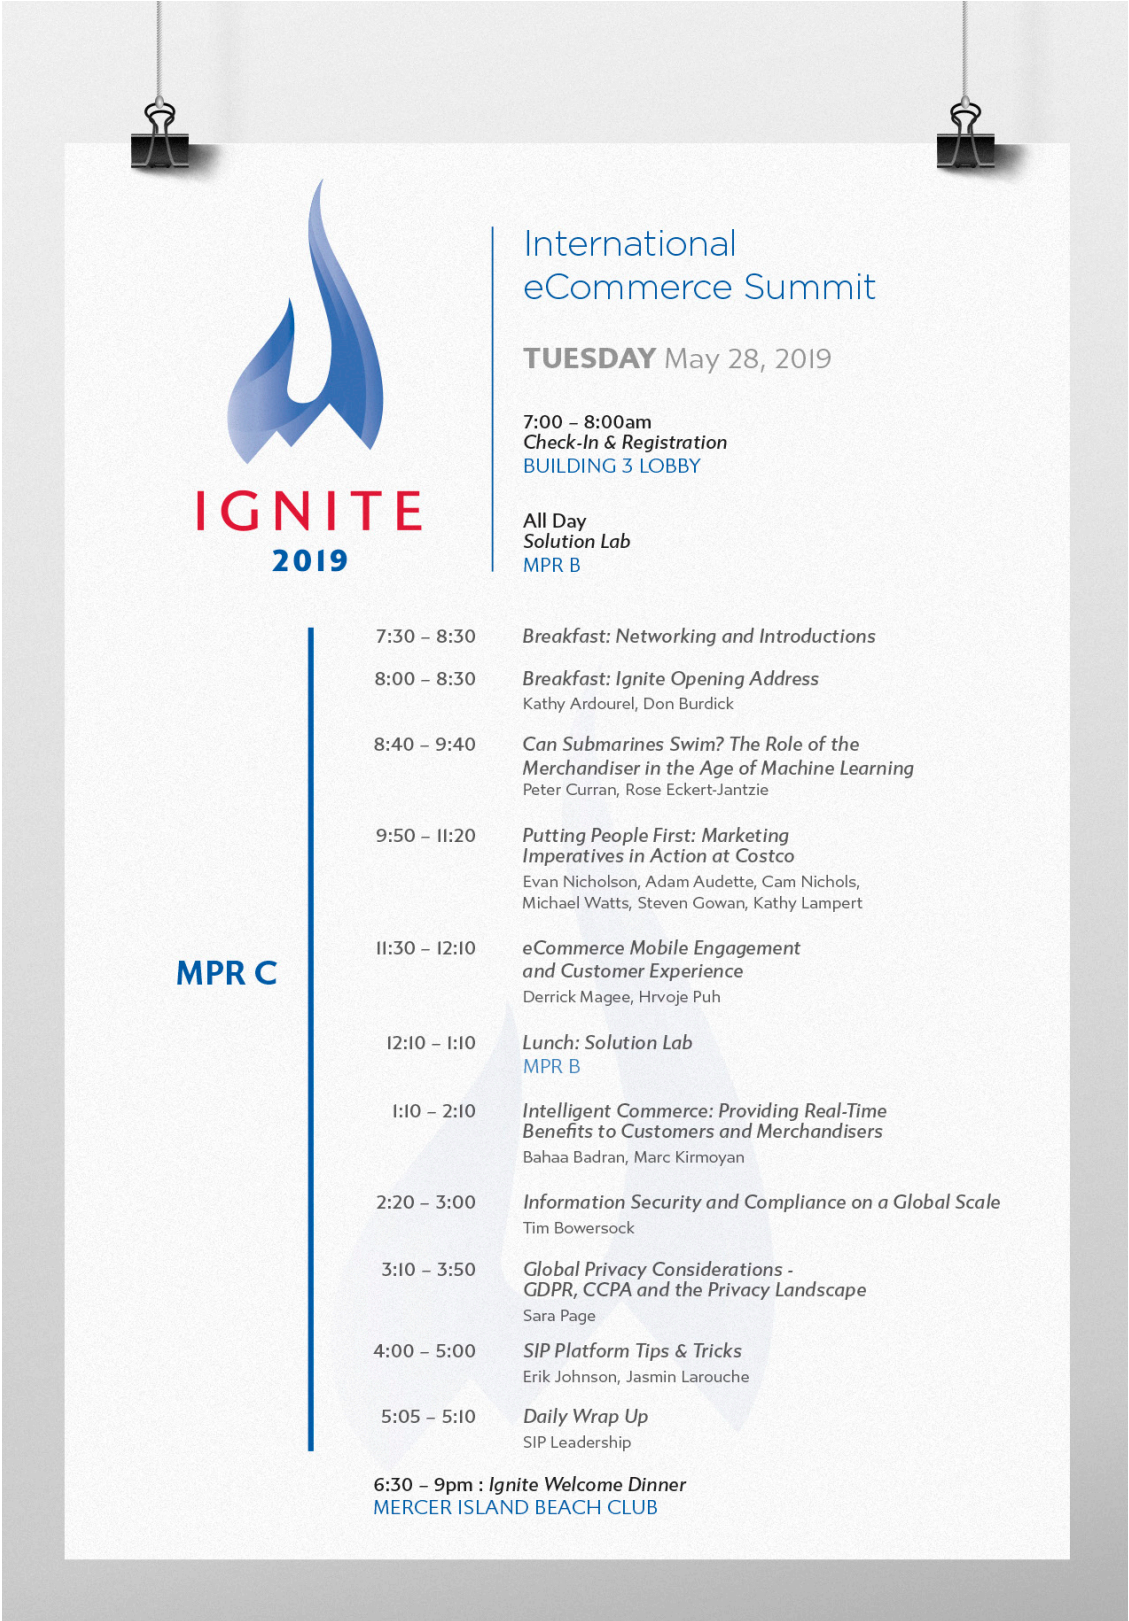 International
eCommerce Summit
TUESDAY May 28, 2019
7:00 – 8:00am
Check-In & Registration
BUILDING 3 LOBBY
All Day
Solution Lab
MPR B
IGNITE
2019
MPR C
7:30 – 8:30 Breakfast: Networking and Introductions
8:00 – 8:30 Breakfast: Ignite Opening Address
Kathy Ardourel, Don Burdick
8:40 – 9:40 Can Submarines Swim? The Role of the
Merchandiser in the Age of Machine Learning
Peter Curran, Rose Eckert-Jantzie
9:50 – 11:20 Putting People First: Marketing
Imperatives in Action at Costco
Evan Nicholson, Adam Audette, Cam Nichols,
Michael Watts, Steven Gowan, Kathy Lampert
11:30 – 12:10 eCommerce Mobile Engagement
and Customer Experience
Derrick Magee, Hrvoje Puh
12:10 – 1:10 Lunch: Solution Lab
MPR B
1:10 – 2:10 Intelligent Commerce: Providing Real-Time
Benefits to Customers and Merchandisers
Bahaa Badran, Marc Kirmoyan
2:20 – 3:00 Information Security and Compliance on a Global Scale
Tim Bowersock
3:10 – 3:50 Global Privacy Considerations -
GDPR, CCPA and the Privacy Landscape
Sara Page
4:00 – 5:00 SIP Platform Tips & Tricks
Erik Johnson, Jasmin Larouche
5:05 – 5:10 Daily Wrap Up
SIP Leadership
6:30 – 9pm : Ignite Welcome Dinner
MERCER ISLAND BEACH CLUB